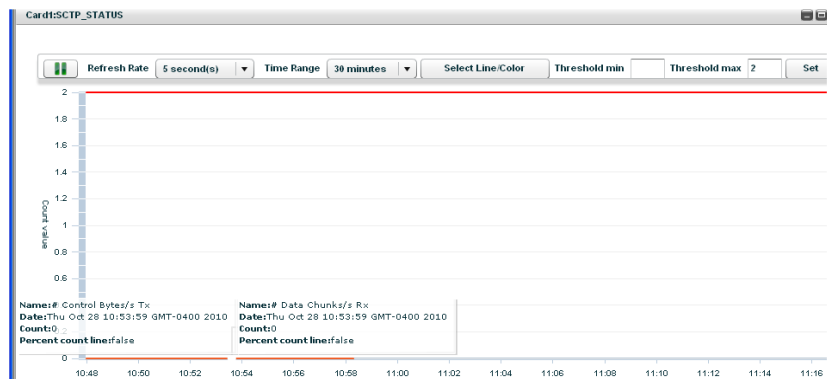 Card1:SCTP_STATUS
Refresh Rate 5 second(s) Time Range 30 minutes Select Line/Color Threshold min Threshold max 2 Set
2
1.8
1.6
1.4
1.2
1
0.8
0.6
Count value
Name:# Control Bytes/s Tx
Date:Thu Oct 28 10:53:59 GMT-0400 2010
Count:0
Percent count line:false
Name:# Data Chunks/s Rx
Date:Thu Oct 28 10:53:59 GMT-0400 2010
Count:0
Percent count line:false
0
10:48 10:50 10:52 10:54 10:56 10:58 11:00 11:02 11:04 11:06 11:08 11:10 11:12 11:14 11:16